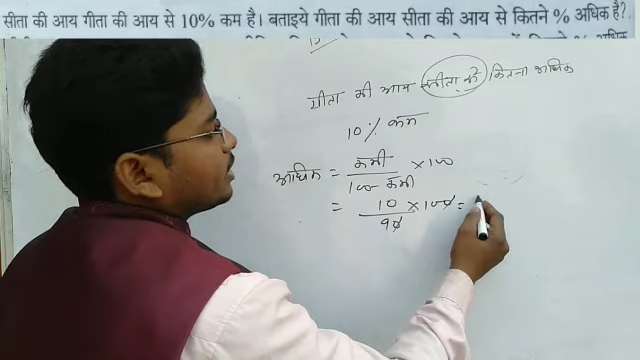 सीता की आय गीता की आय से 10% कम है। बताइये गीता की आय सीता की आय से कितने % अधिक है?
गीता की आय सीता से कितना अधिक
10% कम
अधिक = कमी / 100 - कमी × 100
= 10 / 90 × 100 =